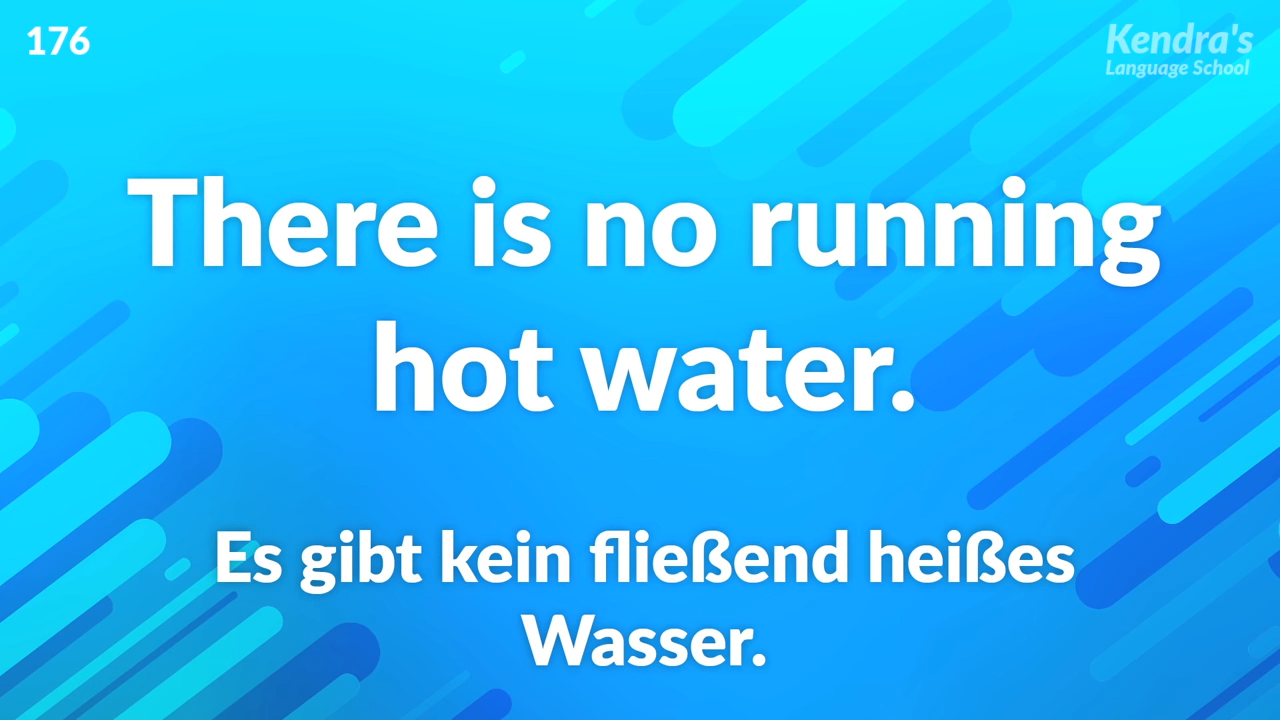 176
Kendra's
Language School
There is no running
hot water.
Es gibt kein fließend heißes
Wasser.